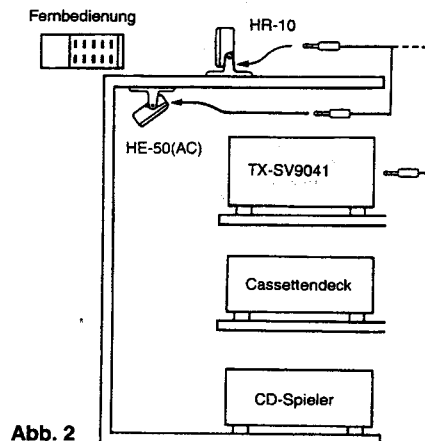 Fernbedienung
HR-10
HE-50(AC)
TX-SV9041
Cassettendeck
CD-Spieler
Abb. 2